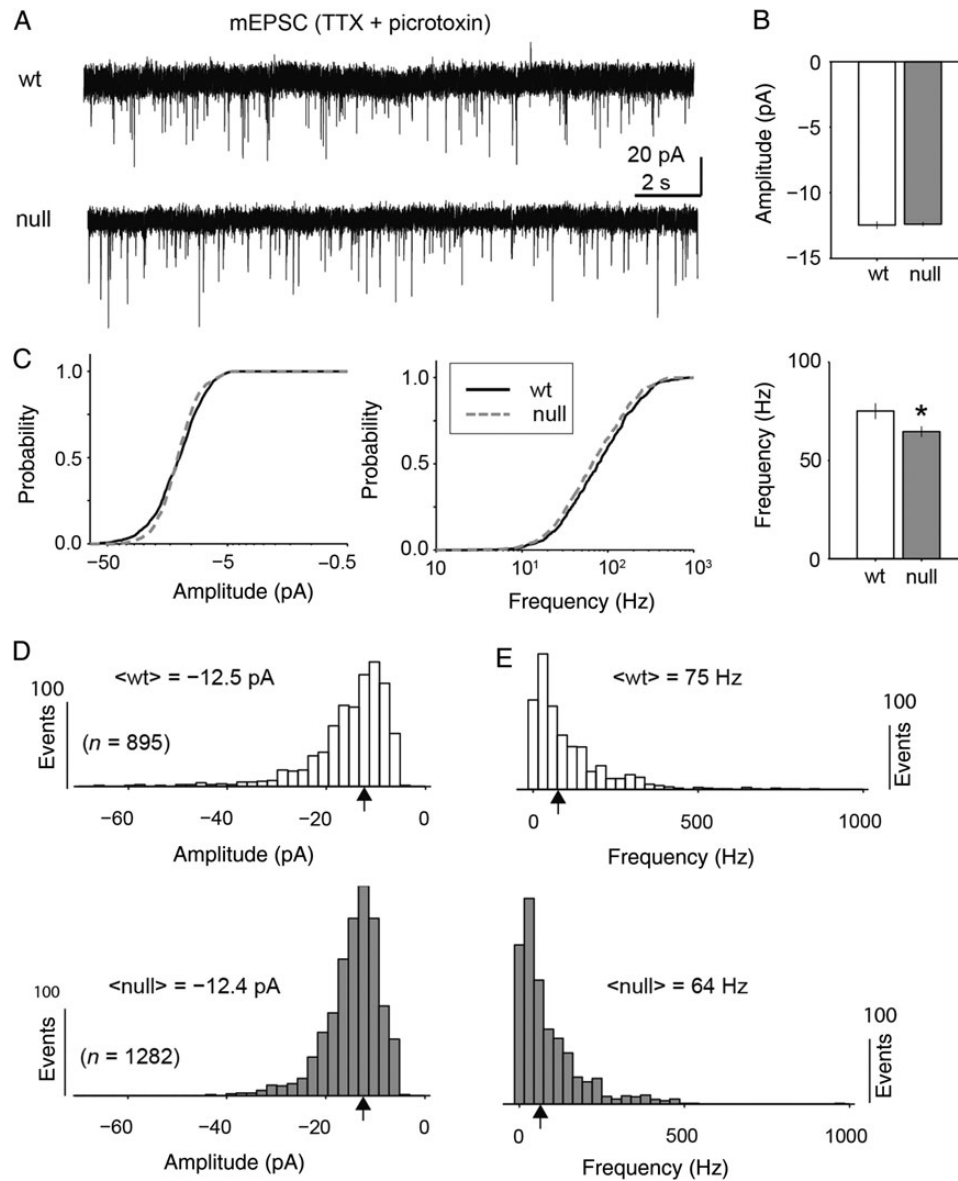 A
mEPSC (TTX + picrotoxin)
wt
20 pA
2 s
null
B
0
−5
−10
−15
Amplitude (pA)
wt null
100
50
0
Frequency (Hz)
*
wt null
C
1.0
0.5
0.0
Probability
−50 −5 −0.5
Amplitude (pA)
wt
null
1.0
0.5
0.0
Probability
10 10¹ 10² 10³
Frequency (Hz)
D
<wt> = −12.5 pA
100
Events
(n = 895)
−60 −40 −20 0
Amplitude (pA)
E
<wt> = 75 Hz
100
Events
0 500 1000
Frequency (Hz)
<null> = −12.4 pA
100
Events
(n = 1282)
−60 −40 −20 0
Amplitude (pA)
<null> = 64 Hz
100
Events
0 500 1000
Frequency (Hz)